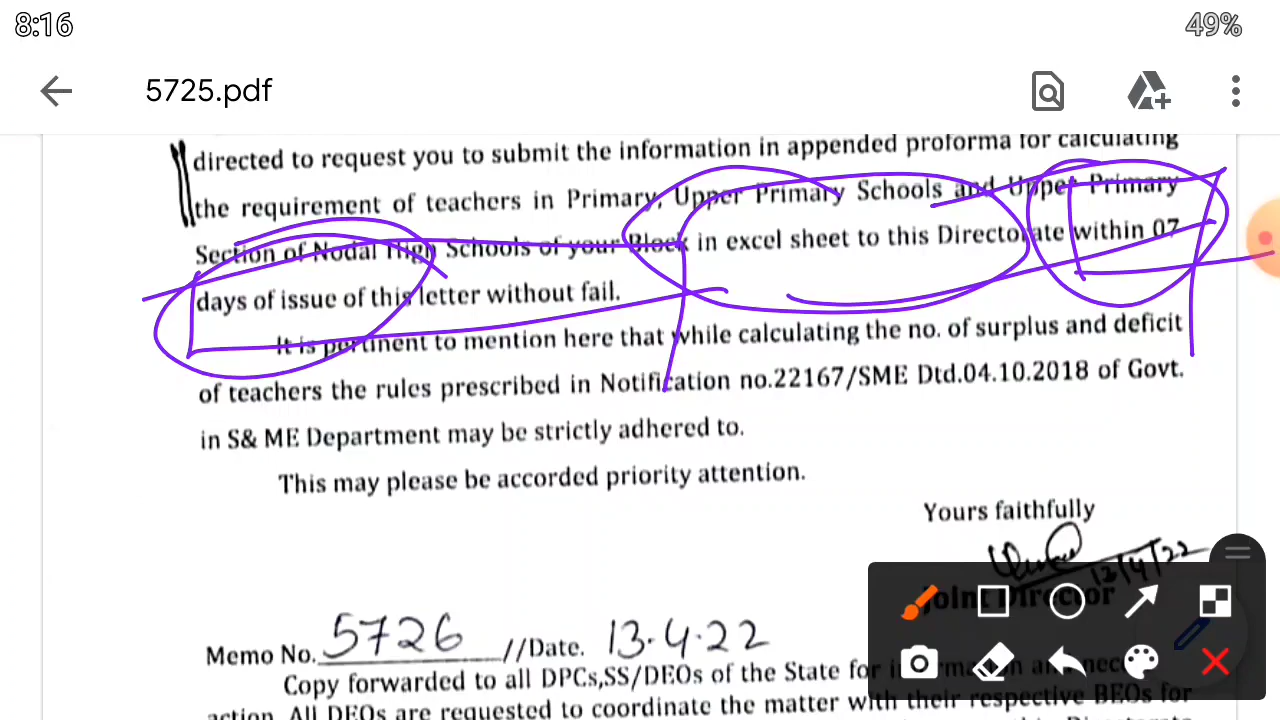 8:16
49%
5725.pdf
directed to request you to submit the information in appended proforma for calculating
the requirement of teachers in Primary, Upper Primary Schools and Upper Primary
Section of Nodal High Schools of your Block in excel sheet to this Directorate within 07
days of issue of this letter without fail.
It is pertinent to mention here that while calculating the no. of surplus and deficit
of teachers the rules prescribed in Notification no.22167/SME Dtd.04.10.2018 of Govt.
in S& ME Department may be strictly adhered to.
This may please be accorded priority attention.
Yours faithfully
12/4/22
Joint Director
Memo No. 5726 //Date. 13.4.22
Copy forwarded to all DPCs,SS/DEOs of the State for
action. All DEOs are requested to coordinate the matter with their respective BEOs for